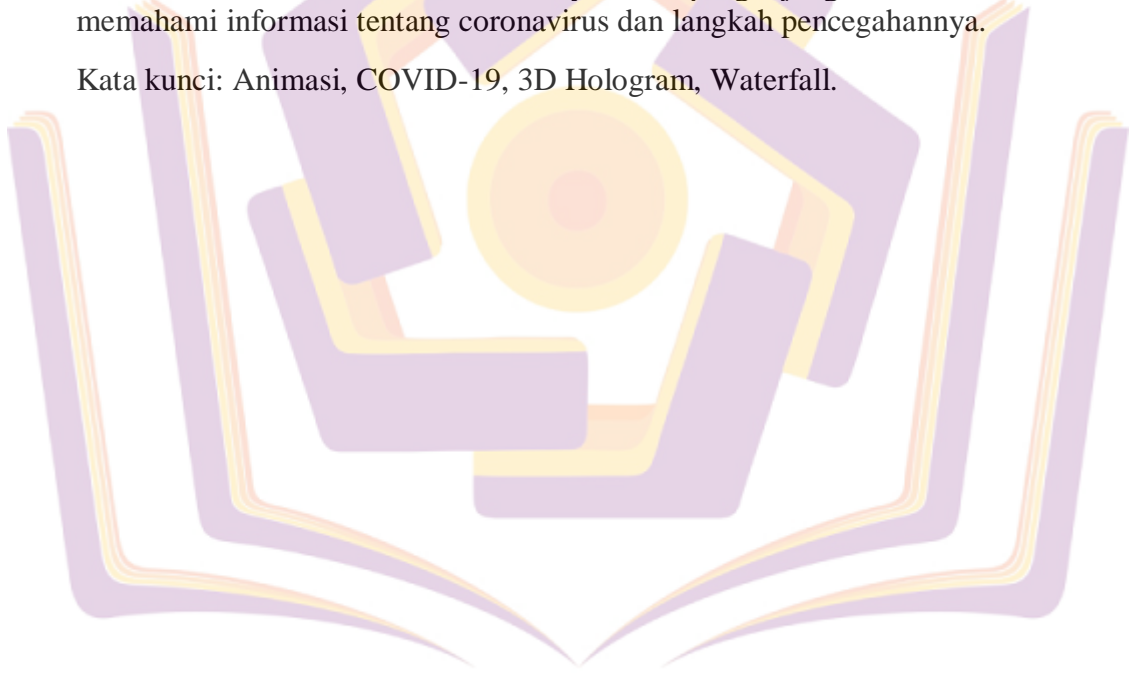 memahami informasi tentang coronavirus dan langkah pencegahannya.
Kata kunci: Animasi, COVID-19, 3D Hologram, Waterfall.